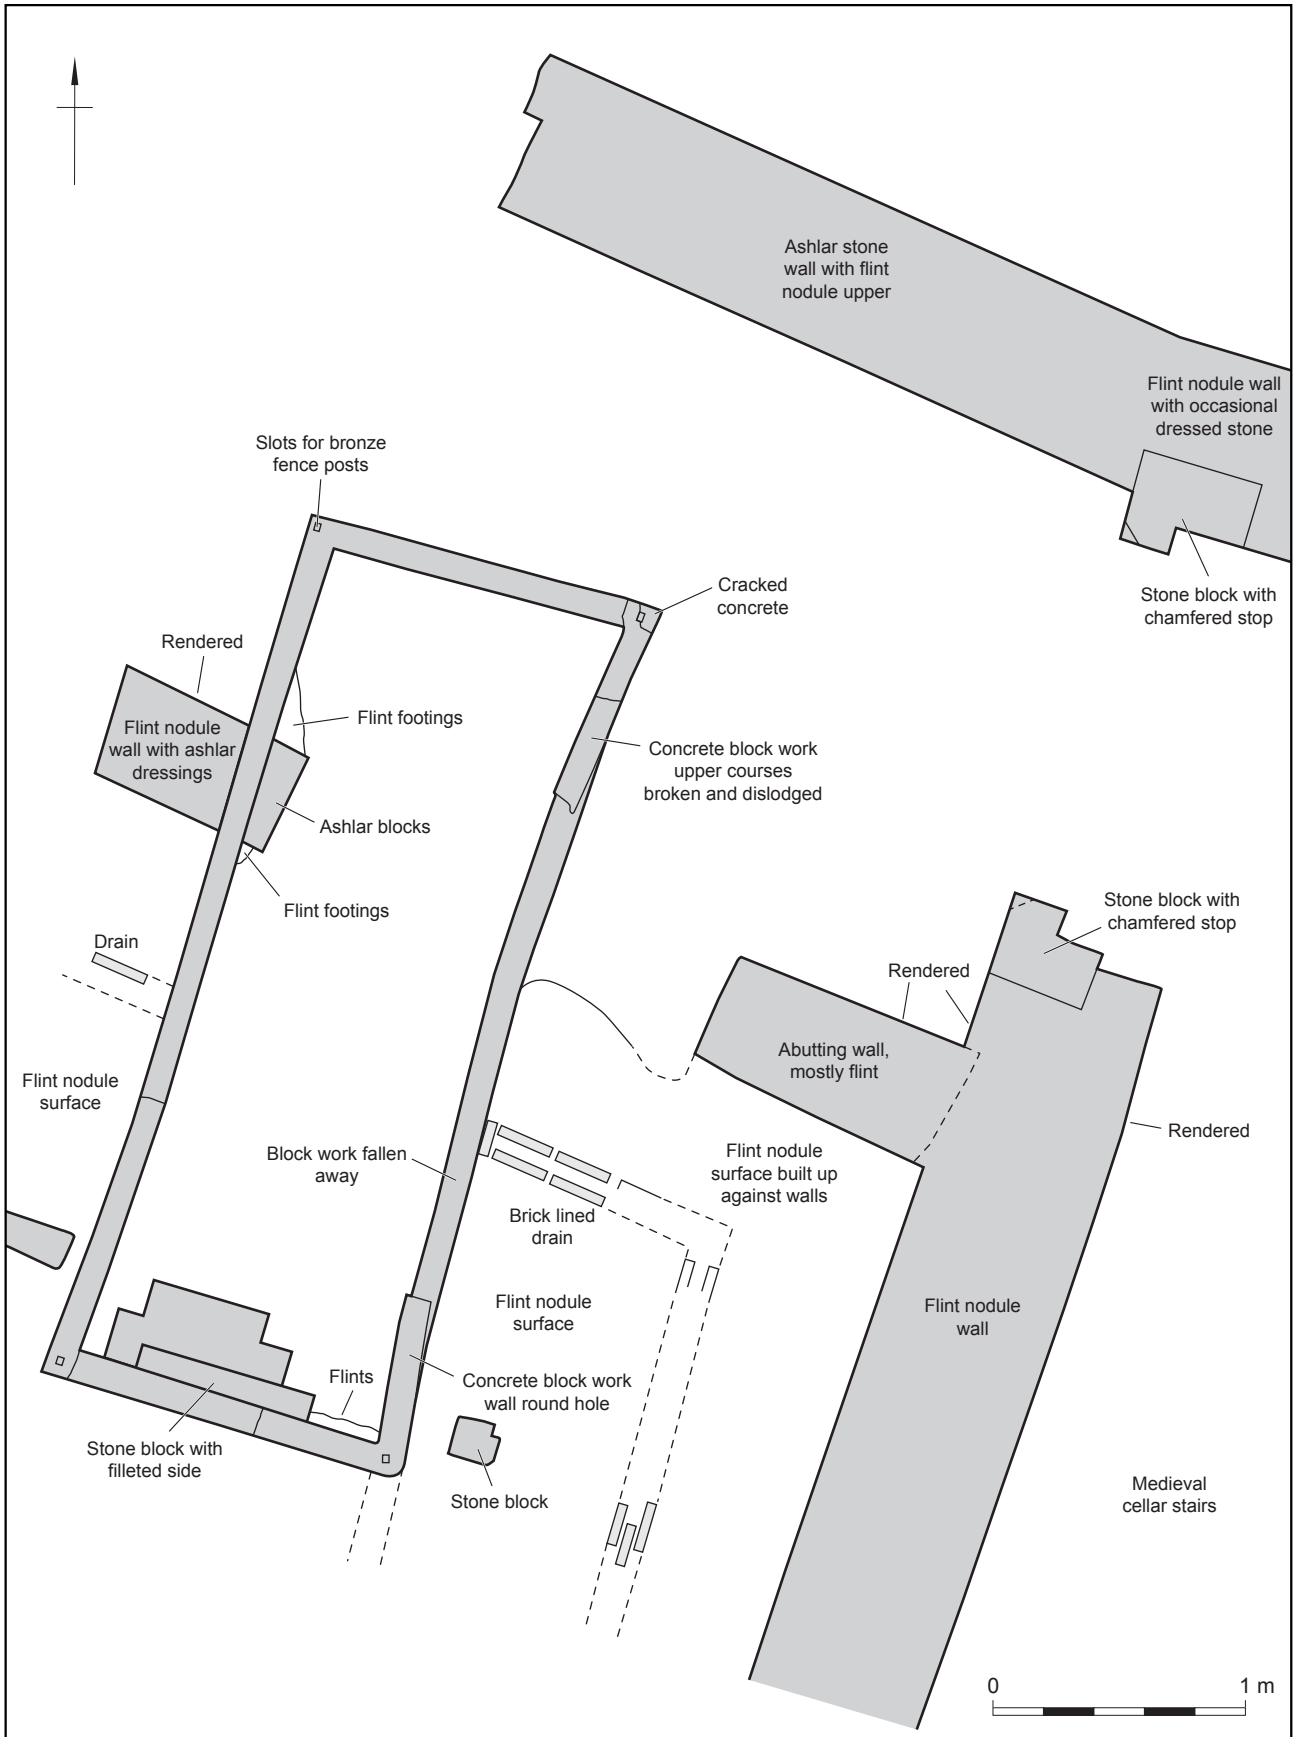 Ashlar stone
wall with flint
nodule upper
Flint nodule wall
with occasional
dressed stone
Slots for bronze
fence posts
Cracked
concrete
Stone block with
chamfered stop
Rendered
Flint footings
Flint nodule
wall with ashlar
dressings
Concrete block work
upper courses
broken and dislodged
Ashlar blocks
Flint footings
Stone block with
chamfered stop
Drain
Rendered
Abutting wall,
mostly flint
Flint nodule
surface
Rendered
Block work fallen
away
Flint nodule
surface built up
against walls
Brick lined
drain
Flint nodule
surface
Flint nodule
wall
Flints
Concrete block work
wall round hole
Stone block with
filleted side
Stone block
Medieval
cellar stairs
0 1 m